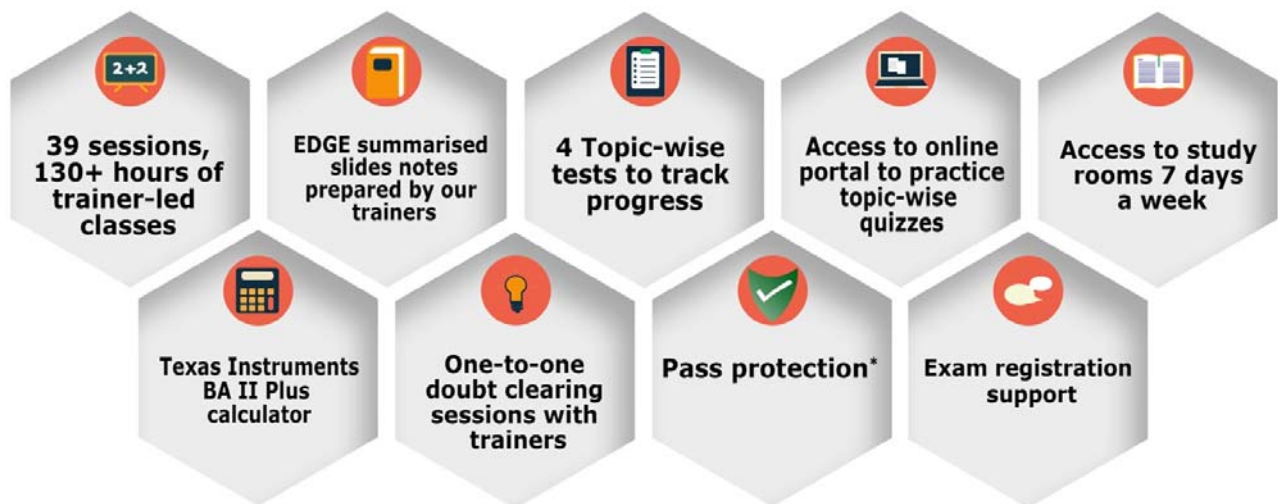 2+2
39 sessions,
130+ hours of
trainer-led
classes
EDGE summarised
slides notes
prepared by our
trainers
4 Topic-wise
tests to track
progress
Access to online
portal to practice
topic-wise
quizzes
Access to study
rooms 7 days
a week
Texas Instruments
BA II Plus
calculator
One-to-one
doubt clearing
sessions with
trainers
Pass protection*
Exam registration
support